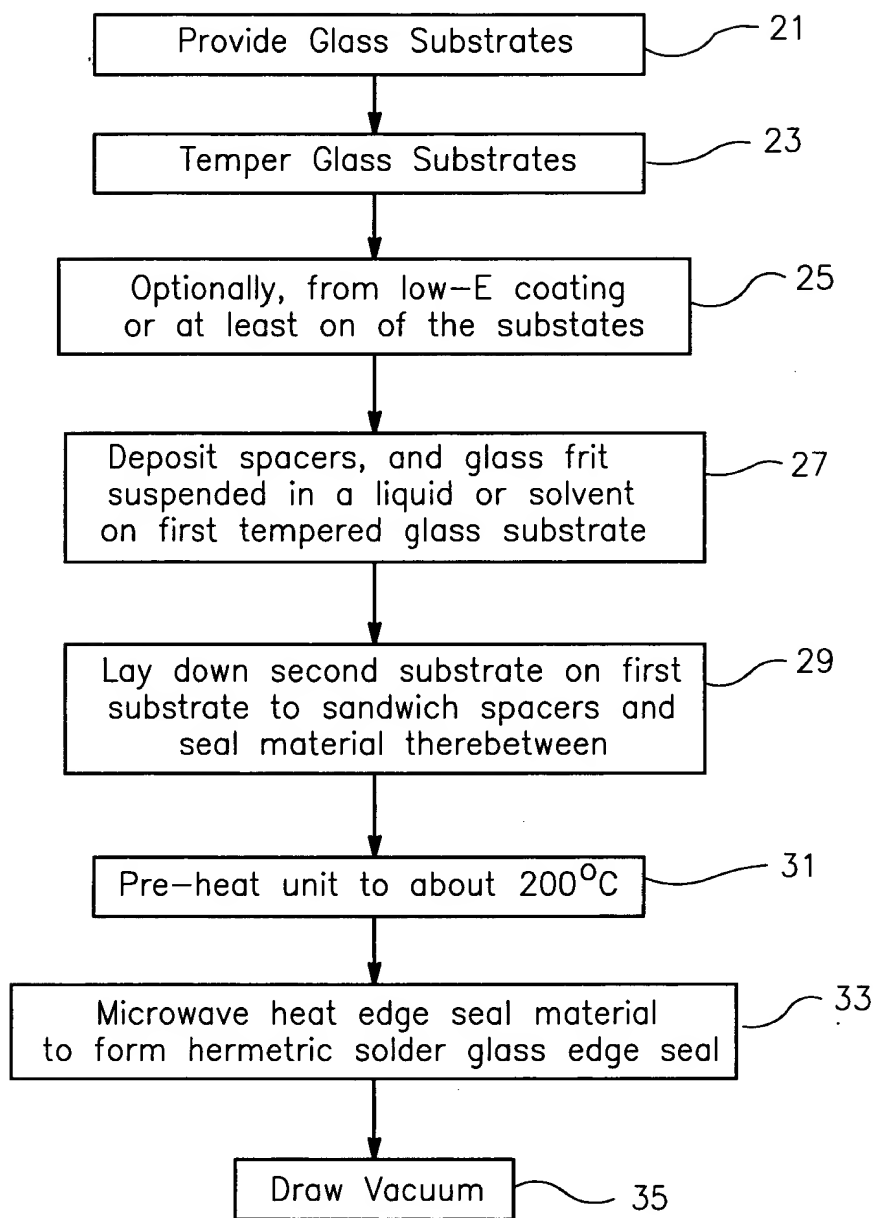 Provide Glass Substrates
21
Temper Glass Substrates
23
Optionally, from low-E coating
or at least on of the substates
25
Deposit spacers, and glass frit
suspended in a liquid or solvent
on first tempered glass substrate
27
Lay down second substrate on first
substrate to sandwich spacers and
seal material therebetween
29
Pre-heat unit to about 200°C
31
Microwave heat edge seal material
to form hermetric solder glass edge seal
33
Draw Vacuum
35